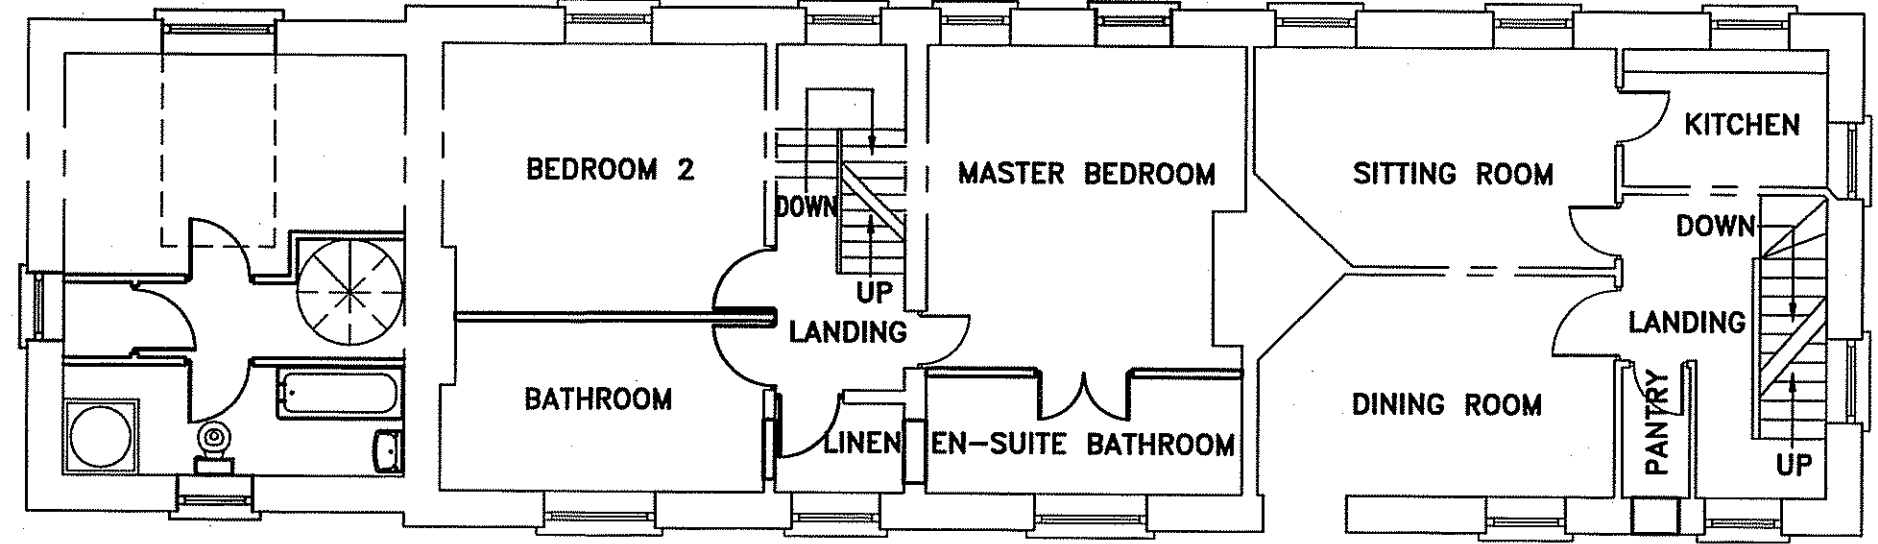 BEDROOM 2
DOWN
UP
LANDING
BATHROOM
LINEN
MASTER BEDROOM
EN-SUITE BATHROOM
SITTING ROOM
KITCHEN
DOWN
LANDING
DINING ROOM
PANTRY
UP